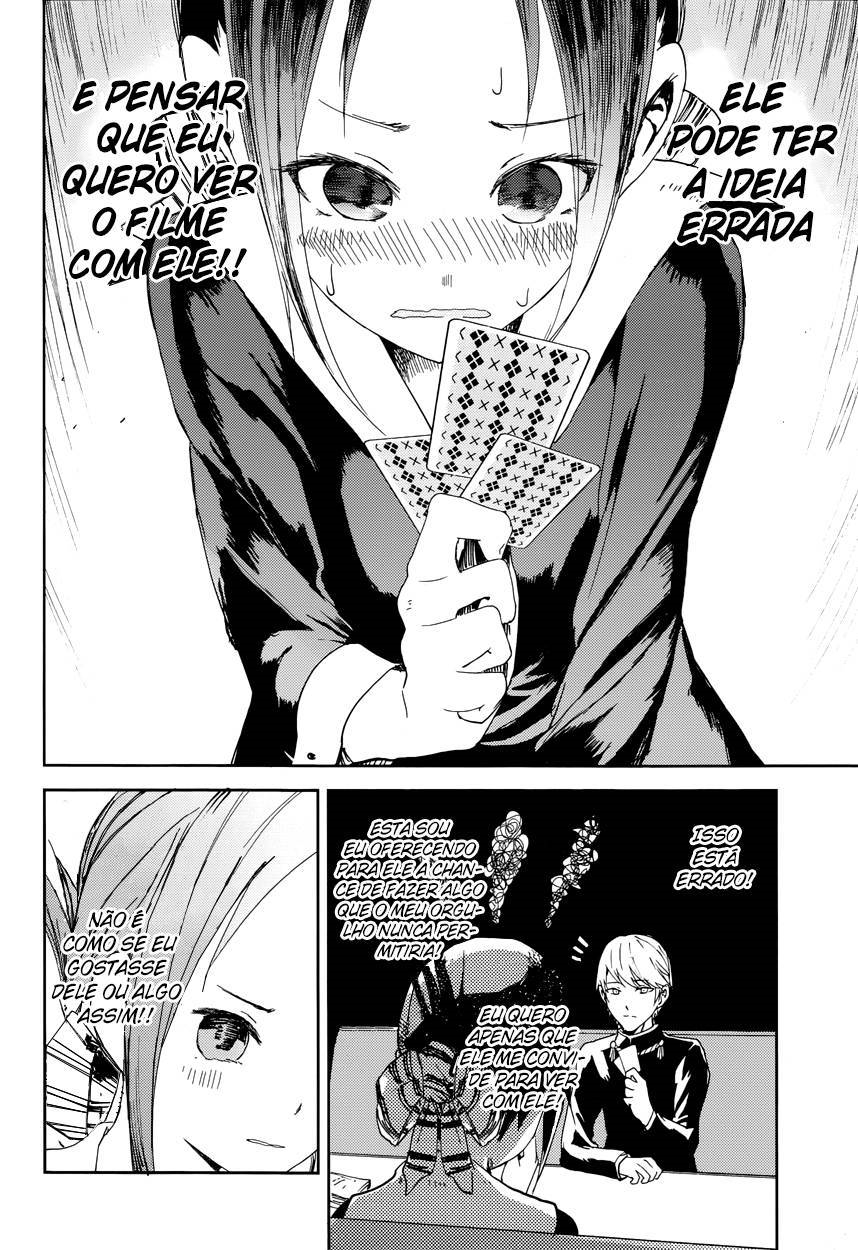 ELE
PODE TER
A IDEIA
ERRADA
E PENSAR
QUE EU
QUERO VER
O FILME
COM ELE!!
ISSO
ESTÁ
ERRADO!
ESTA SOU
EU OFERECENDO
PARA ELE A CHAN-
CE DE FAZER ALGO
QUE O MEU ORGU-
LHO NUNCA PER-
MITIRIA!
EU QUERO
APENAS QUE
ELE ME CONVI-
DE PARA VER
COM ELE!
NÃO É
COMO SE EU
GOSTASSE
DELE OU ALGO
ASSIM!!